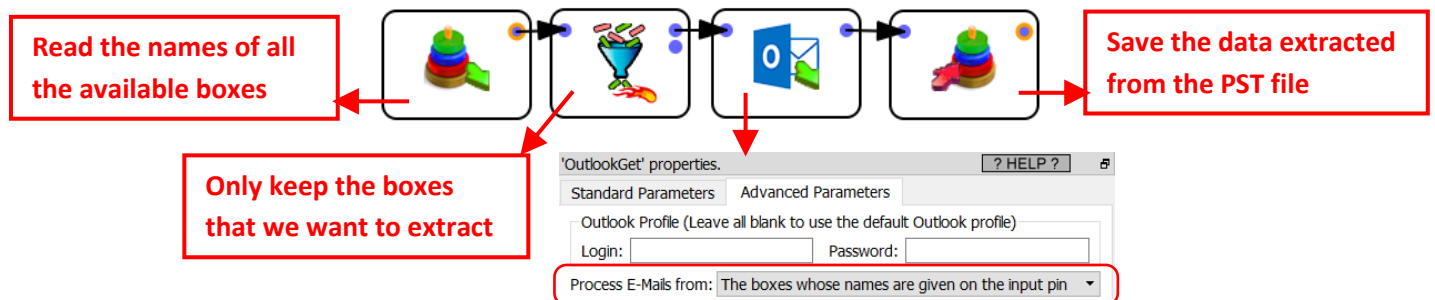 Read the names of all
the available boxes
O
Save the data extracted
from the PST file
Only keep the boxes
that we want to extract
'OutlookGet' properties.
? HELP ?
Standard Parameters
Advanced Parameters
Outlook Profile (Leave all blank to use the default Outlook profile)
Login:
Password:
Process E-Mails from: The boxes whose names are given on the input pin